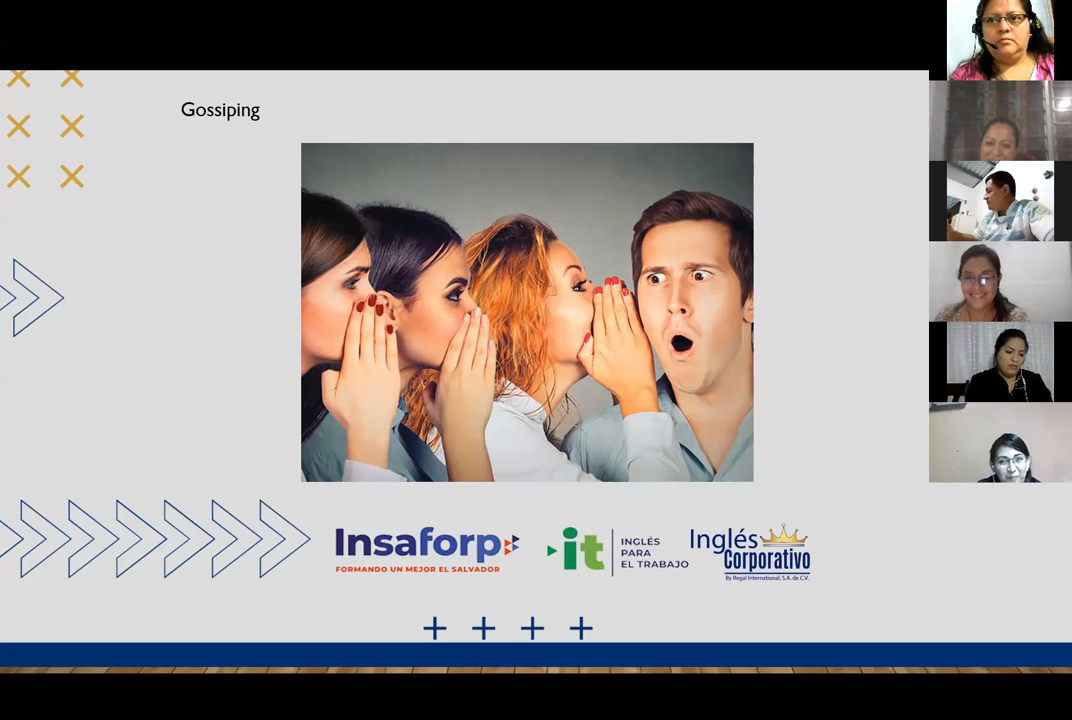 Gossiping
Insaforp
FORMANDO UN MEJOR EL SALVADOR
it
INGLÉS
PARA
EL TRABAJO
Inglés
Corporativo
By Regal International, S.A. de C.V.